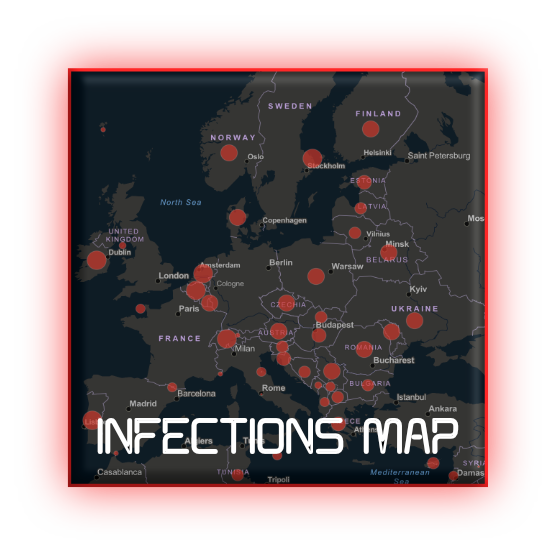 SWEDEN
FINLAND
NORWAY
Oslo
Helsinki
Saint Petersburg
Stockholm
ESTONIA
North Sea
LATVIA
Mos
Copenhagen
UNITED
KINGDOM
Vilnius
Minsk
Dublin
BELARUS
Amsterdam
Berlin
Warsaw
London
Cologne
Kyiv
Paris
CZECHIA
UKRAINE
FRANCE
AUSTRIA
Budapest
Milan
ROMANIA
Bucharest
Barcelona
Rome
BULGARIA
Madrid
Istanbul
Ankara
INFECTIONS MAP
Algiers
Casablanca
TUNISIA
Tripoli
Mediterranean
Sea
SYRIA
Damas